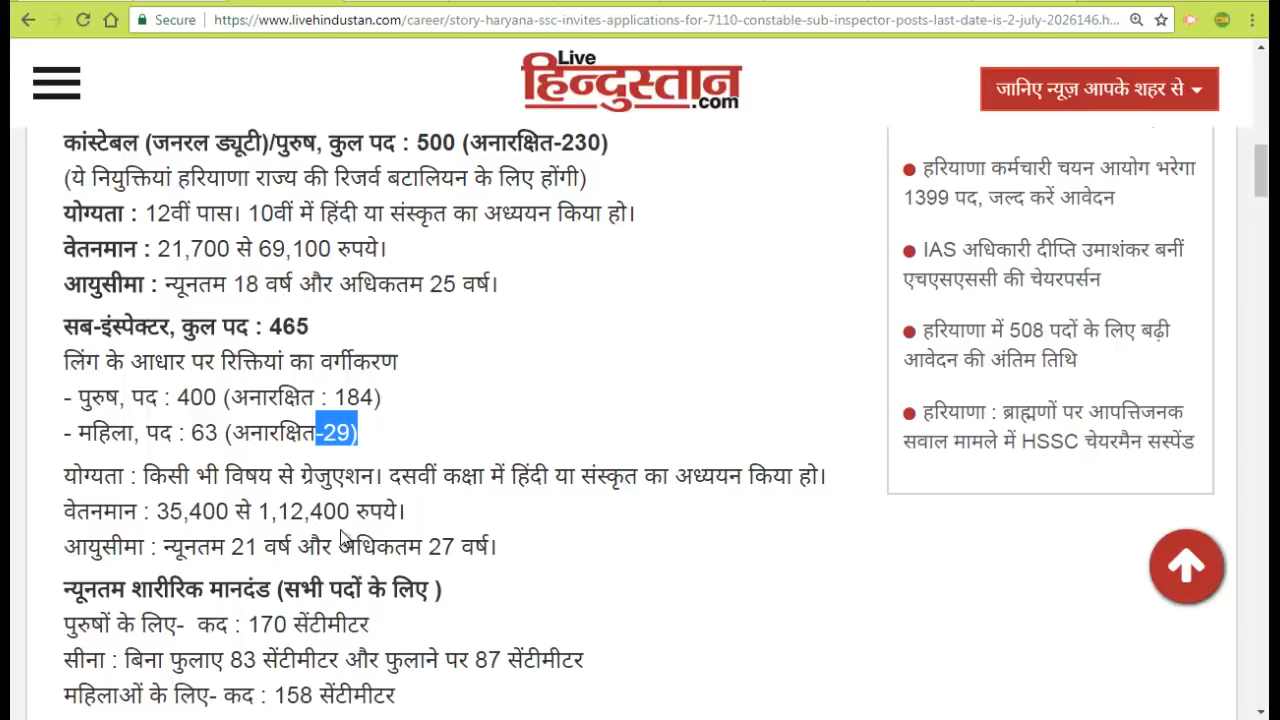 Secure
https://www.livehindustan.com/career/story-haryana-ssc-invites-applications-for-7110-constable-sub-inspector-posts-last-date-is-2-july-2026146.h...
Live
हिन्दुस्तान
.com
जानिए न्यूज़ आपके शहर से
कांस्टेबल (जनरल ड्यूटी)/पुरुष, कुल पद : 500 (अनारक्षित-230)
(ये नियुक्तियां हरियाणा राज्य की रिजर्व बटालियन के लिए होंगी)
योग्यता : 12वीं पास। 10वीं में हिंदी या संस्कृत का अध्ययन किया हो।
वेतनमान : 21,700 से 69,100 रुपये।
आयुसीमा : न्यूनतम 18 वर्ष और अधिकतम 25 वर्ष।
सब-इंस्पेक्टर, कुल पद : 465
लिंग के आधार पर रिक्तियां का वर्गीकरण
- पुरुष, पद : 400 (अनारक्षित : 184)
- महिला, पद : 63 (अनारक्षित-29)
योग्यता : किसी भी विषय से ग्रेजुएशन। दसवीं कक्षा में हिंदी या संस्कृत का अध्ययन किया हो।
वेतनमान : 35,400 से 1,12,400 रुपये।
आयुसीमा : न्यूनतम 21 वर्ष और अधिकतम 27 वर्ष।
न्यूनतम शारीरिक मानदंड (सभी पदों के लिए )
पुरुषों के लिए- कद : 170 सेंटीमीटर
सीना : बिना फुलाए 83 सेंटीमीटर और फुलाने पर 87 सेंटीमीटर
महिलाओं के लिए- कद : 158 सेंटीमीटर
हरियाणा कर्मचारी चयन आयोग भरेगा
1399 पद, जल्द करें आवेदन
IAS अधिकारी दीप्ति उमाशंकर बनीं
एचएसएससी की चेयरपर्सन
हरियाणा में 508 पदों के लिए बढ़ी
आवेदन की अंतिम तिथि
हरियाणा : ब्राह्मणों पर आपत्तिजनक
सवाल मामले में HSSC चेयरमैन सस्पेंड